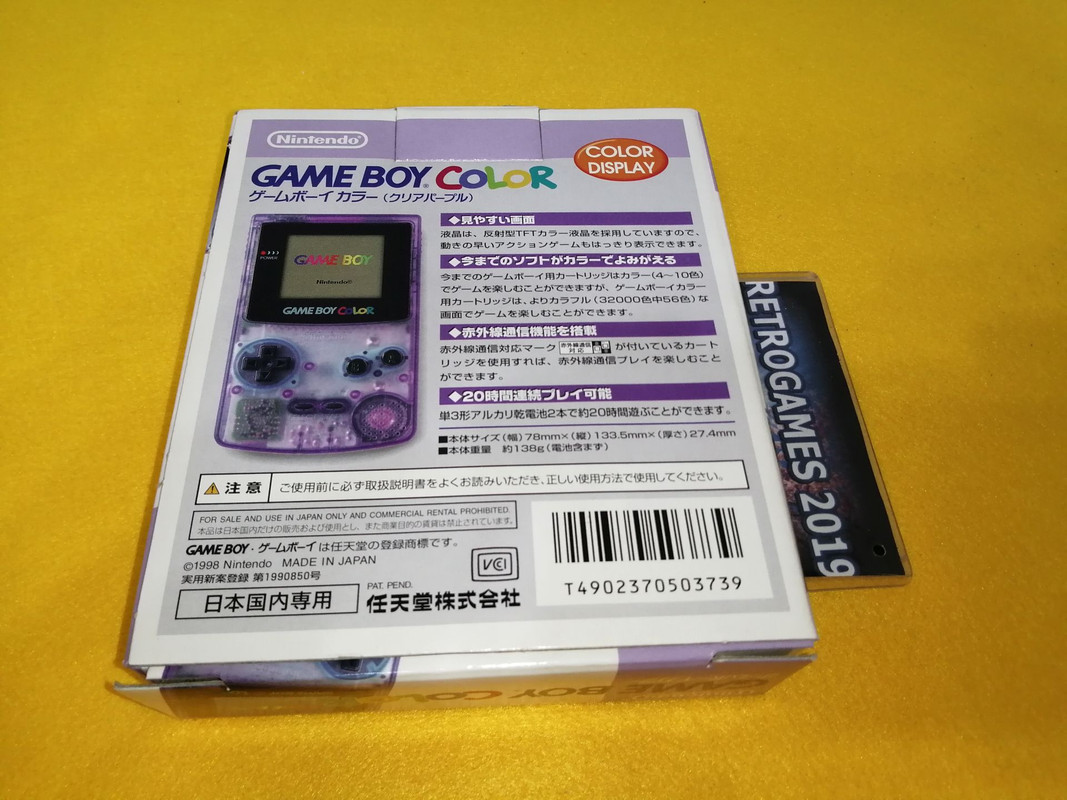 Nintendo®
GAME BOY® COLOR
COLOR
DISPLAY
ゲームボーイ カラー（クリアパープル）
POWER
GAME BOY
Nintendo®
GAME BOY COLOR
◆見やすい画面
液晶は、反射型TFTカラー液晶を採用していますので、
動きの早いアクションゲームもはっきり表示できます。
◆今までのソフトがカラーでよみがえる
今までのゲームボーイ用カートリッジはカラー（4〜10色）
でゲームを楽しむことができますが、ゲームボーイカラー
用カートリッジは、よりカラフル（32000色中56色）な
画面でゲームを楽しむことができます。
◆赤外線通信機能を搭載
赤外線通信対応マーク 赤外線通信対応 が付いているカート
リッジを使用すれば、赤外線通信プレイを楽しむこと
ができます。
◆20時間連続プレイ可能
単3形アルカリ乾電池2本で約20時間遊ぶことができます。
■本体サイズ（幅）78mm×（縦）133.5mm×（厚さ）27.4mm
■本体重量 約138g（電池含まず）
注意 ご使用前に必ず取扱説明書をよくお読みいただき、正しい使用方法で使用してください。
FOR SALE AND USE IN JAPAN ONLY AND COMMERCIAL RENTAL PROHIBITED.
本品は日本国内だけの販売および使用とし、また商業目的の賃貸は禁止されています。
GAME BOY・ゲームボーイは任天堂の登録商標です。
©1998 Nintendo MADE IN JAPAN
実用新案登録 第1990850号
VCI
PAT. PEND.
日本国内専用
任天堂株式会社
T4902370503739
GAME BOY COLOR
GAME BOY
RETROGAMES 2019